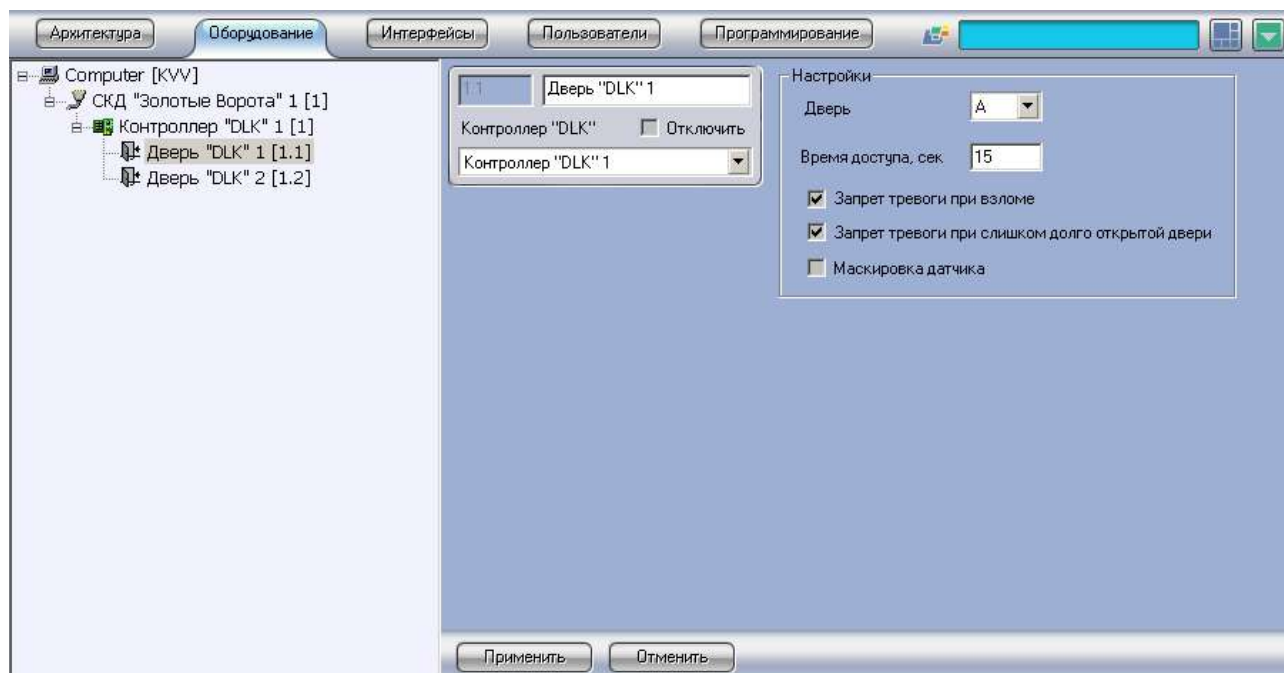 Архитектура Оборудование Интерфейсы Пользователи Программирование
Computer [KVV]
СКД "Золотые Ворота" 1 [1]
Контроллер "DLK" 1 [1]
Дверь "DLK" 1 [1.1]
Дверь "DLK" 2 [1.2]
1.1 Дверь "DLK" 1
Контроллер "DLK" Отключить
Контроллер "DLK" 1
Настройки
Дверь A
Время доступа, сек 15
Запрет тревоги при взломе
Запрет тревоги при слишком долго открытой двери
Маскировка датчика
Применить Отменить